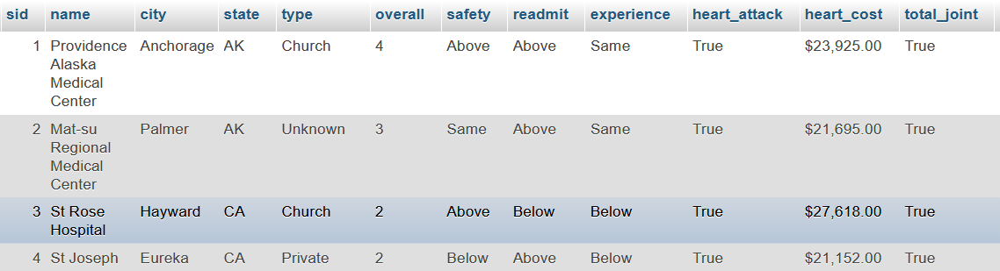 sid name city state type overall safety readmit experience heart_attack heart_cost total_joint
1 Providence Anchorage AK Church 4 Above Above Same True $23,925.00 True
Alaska
Medical
Center
2 Mat-su Palmer AK Unknown 3 Same Above Same True $21,695.00 True
Regional
Medical
Center
3 St Rose Hayward CA Church 2 Above Below Below True $27,618.00 True
Hospital
4 St Joseph Eureka CA Private 2 Below Above Below True $21,152.00 True